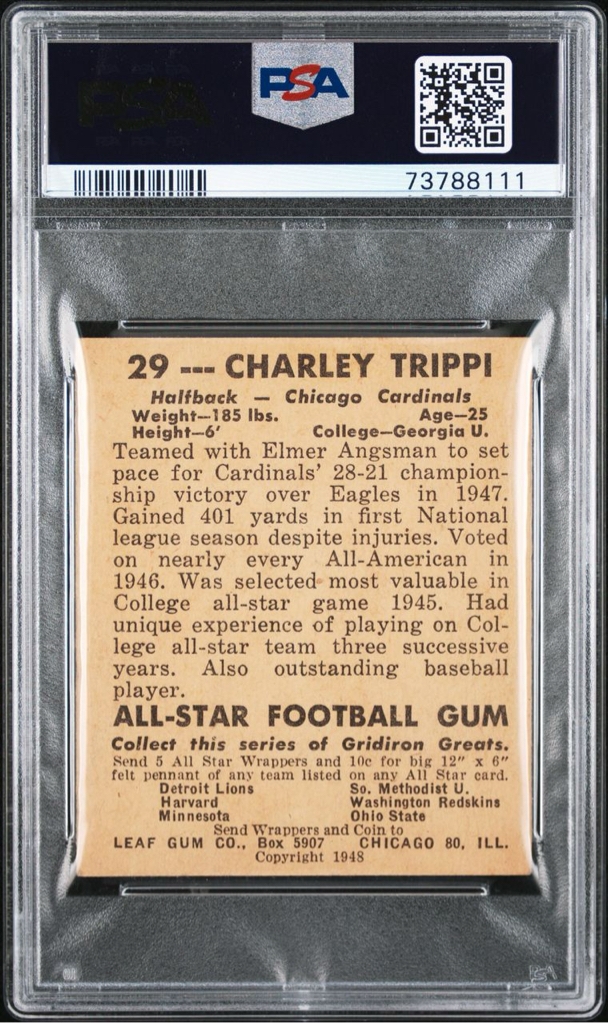 PSA
PSA
73788111
29 --- CHARLEY TRIPPI
Halfback — Chicago Cardinals
Weight—185 lbs. Age—25
Height—6' College—Georgia U.
Teamed with Elmer Angsman to set
pace for Cardinals' 28-21 champion-
ship victory over Eagles in 1947.
Gained 401 yards in first National
league season despite injuries. Voted
on nearly every All-American in
1946. Was selected most valuable in
College all-star game 1945. Had
unique experience of playing on Col-
lege all-star team three successive
years. Also outstanding baseball
player.
ALL-STAR FOOTBALL GUM
Collect this series of Gridiron Greats.
Send 5 All Star Wrappers and 10c for big 12" x 6"
felt pennant of any team listed on any All Star card.
Detroit Lions So. Methodist U.
Harvard Washington Redskins
Minnesota Ohio State
Send Wrappers and Coin to
LEAF GUM CO., Box 5907 CHICAGO 80, ILL.
Copyright 1948